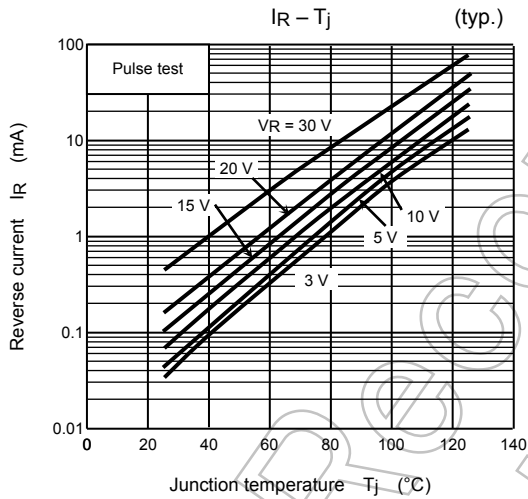 IR – Tj (typ.)
Pulse test
VR = 30 V
20 V
15 V
10 V
5 V
3 V
Reverse current IR (mA)
100
10
1
0.1
0.01
0 0 20 40 60 80 100 120 140
Junction temperature Tj (°C)